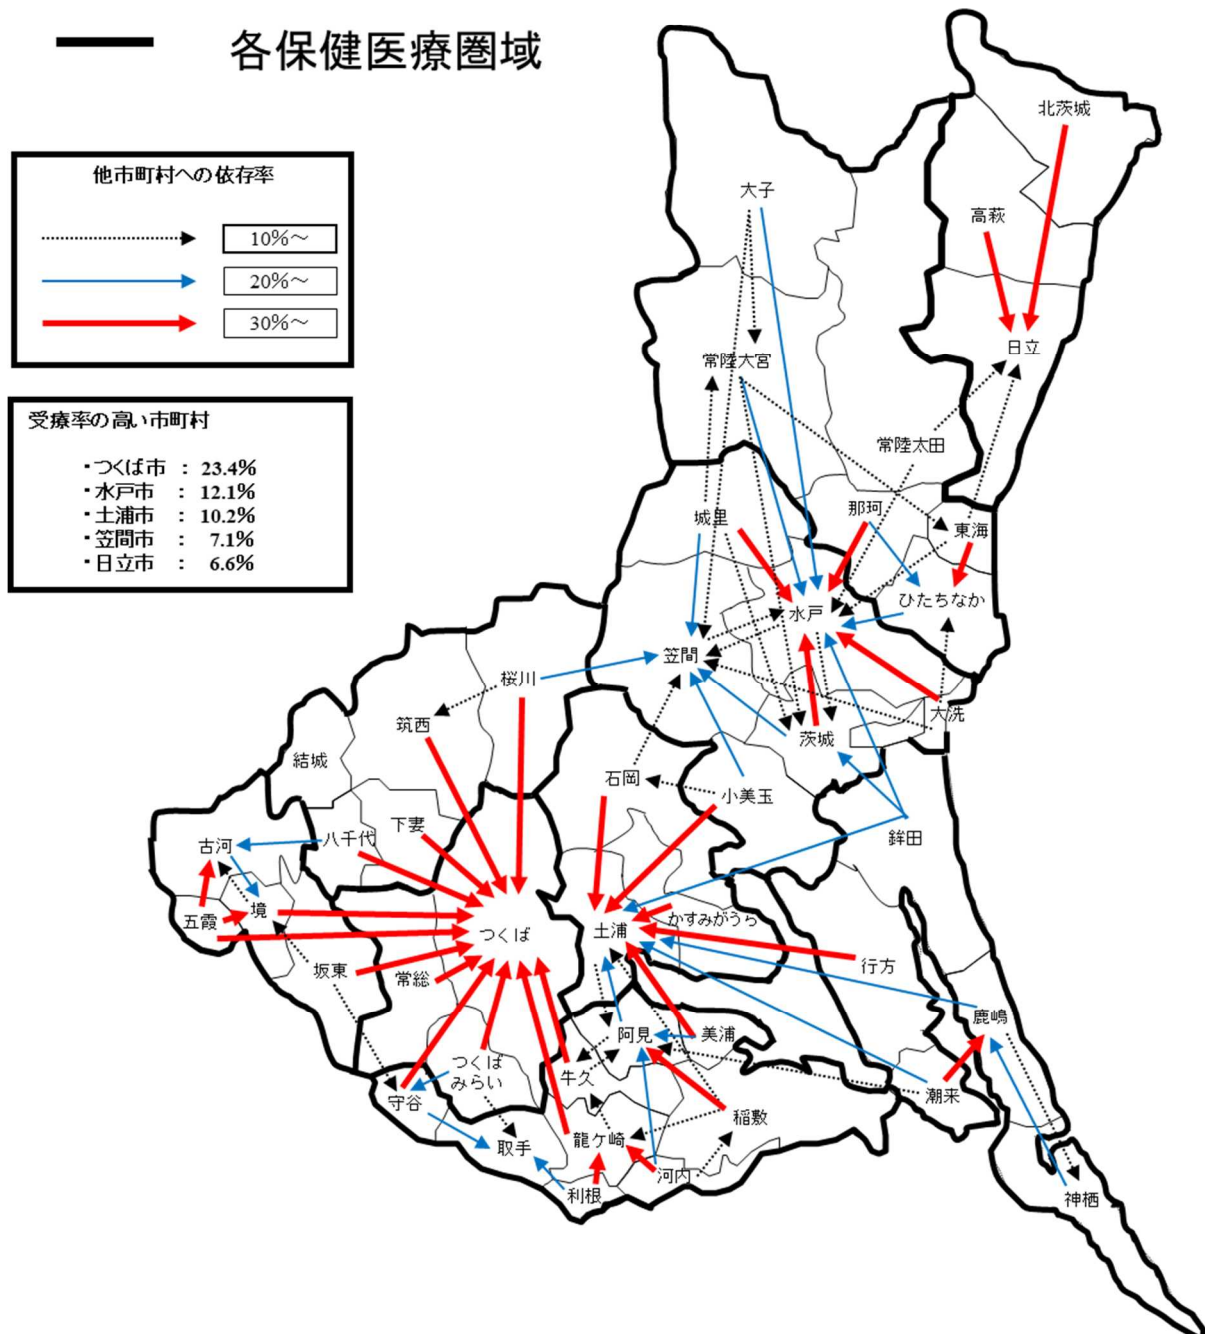 各保健医療圏域
他市町村への依存率
10%～
20%～
30%～
受療率の高い市町村
・つくば市 : 23.4%
・水戸市 : 12.1%
・土浦市 : 10.2%
・笠間市 : 7.1%
・日立市 : 6.6%
北茨城
大子
高萩
日立
常陸大宮
常陸太田
城里
那珂
東海
ひたちなか
水戸
笠間
桜川
大洗
筑西
茨城
結城
石岡
小美玉
下妻
八千代
鉾田
古河
境
五霞
かすみがうら
つくば
土浦
行方
坂東
常総
鹿嶋
阿見
美浦
つくば
みらい
牛久
潮来
守谷
稲敷
取手
龍ケ崎
河内
利根
神栖